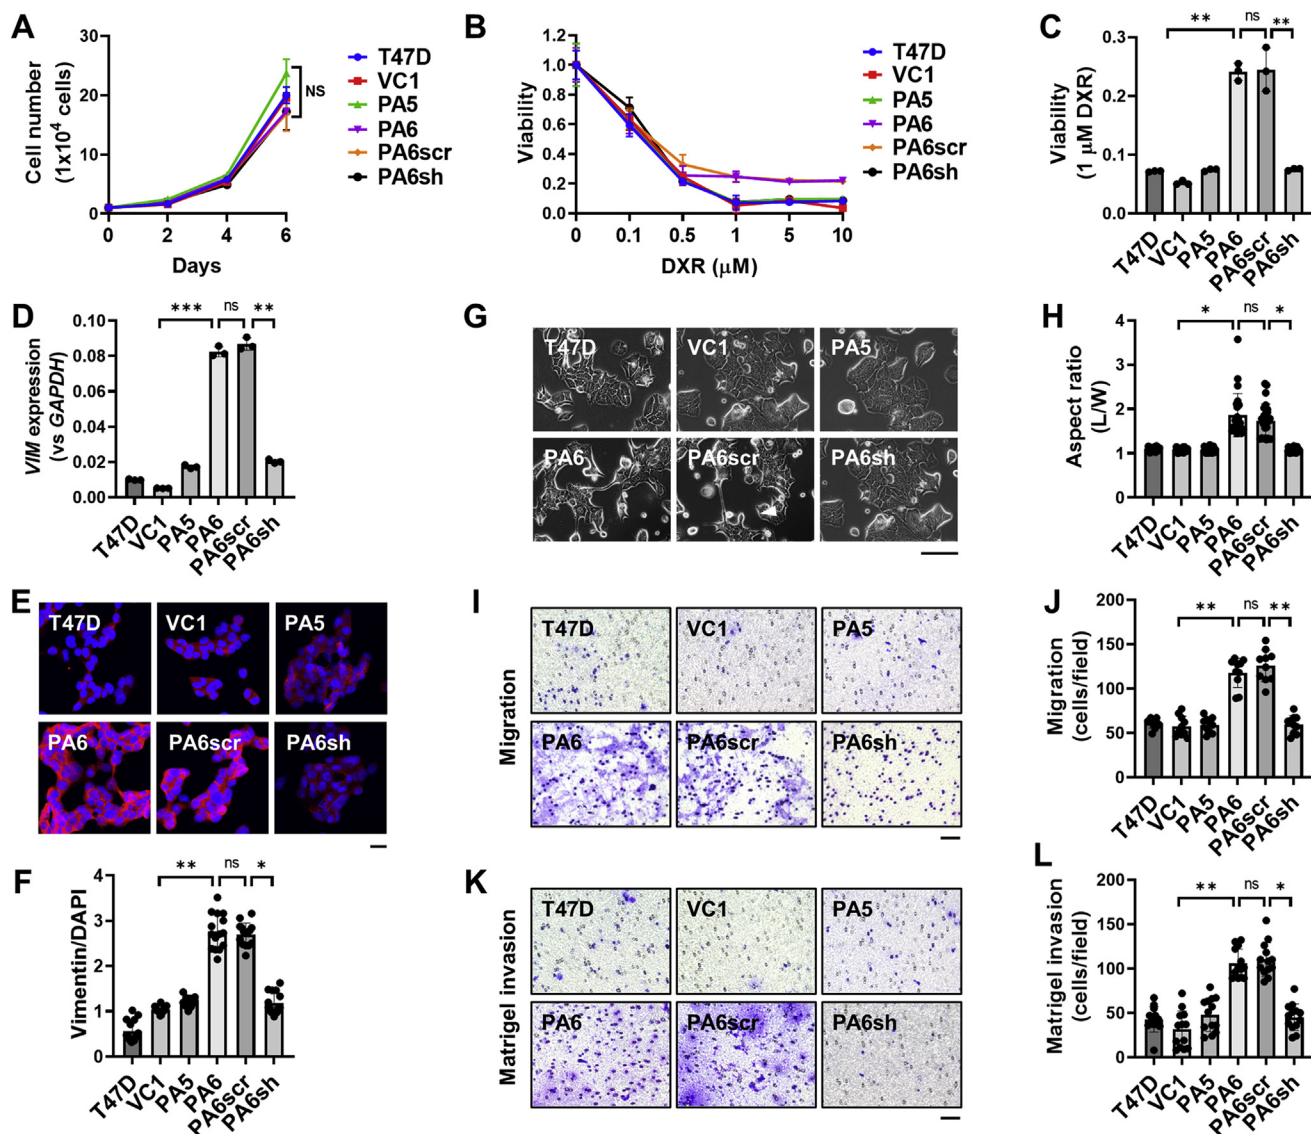 A
Cell number
(1x10⁴ cells)
30
20
10
0
0 2 4 6
Days
NS
T47D
VC1
PA5
PA6
PA6scr
PA6sh
B
Viability
1.2
1.0
0.8
0.6
0.4
0.2
0.0
0 0.1 0.5 1 5 10
DXR (μM)
T47D
VC1
PA5
PA6
PA6scr
PA6sh
C
Viability
(1 μM DXR)
** ns **
0.3
0.2
0.1
0.0
T47D VC1 PA5 PA6 PA6scr PA6sh
D
VIM expression
(vs GAPDH)
*** ns **
0.10
0.08
0.06
0.04
0.02
0.00
T47D VC1 PA5 PA6 PA6scr PA6sh
G
T47D VC1 PA5
PA6 PA6scr PA6sh
H
Aspect ratio
(L/W)
* ns *
4
3
2
1
0
T47D VC1 PA5 PA6 PA6scr PA6sh
E
T47D VC1 PA5
PA6 PA6scr PA6sh
I
Migration
T47D VC1 PA5
PA6 PA6scr PA6sh
J
Migration
(cells/field)
** ns **
200
150
100
50
0
T47D VC1 PA5 PA6 PA6scr PA6sh
F
Vimentin/DAPI
** ns *
4
3
2
1
0
T47D VC1 PA5 PA6 PA6scr PA6sh
K
Matrigel invasion
T47D VC1 PA5
PA6 PA6scr PA6sh
L
Matrigel invasion
(cells/field)
** ns *
200
150
100
50
0
T47D VC1 PA5 PA6 PA6scr PA6sh